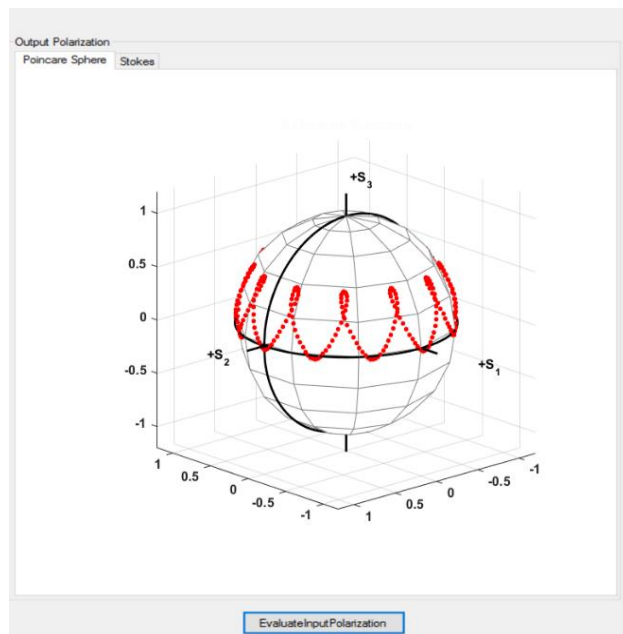 Output Polarization
Poincare Sphere Stokes
+S3
1
0.5
0
-0.5
-1
+S2
+S1
1
0.5
0
-0.5
-1
1
0.5
0
-0.5
-1
EvaluateInputPolarization